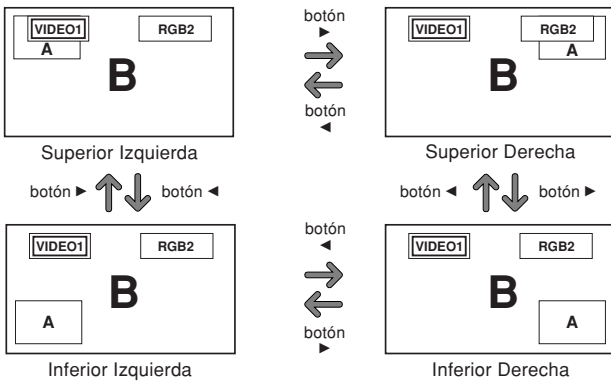 VIDEO1 RGB2
A
B
Superior Izquierda
botón
►
botón
◄
VIDEO1 RGB2
A
B
Superior Derecha
botón ► botón ◄
botón ◄ botón ►
VIDEO1 RGB2
B
A
Inferior Izquierda
botón
◄
botón
►
VIDEO1 RGB2
B
A
Inferior Derecha